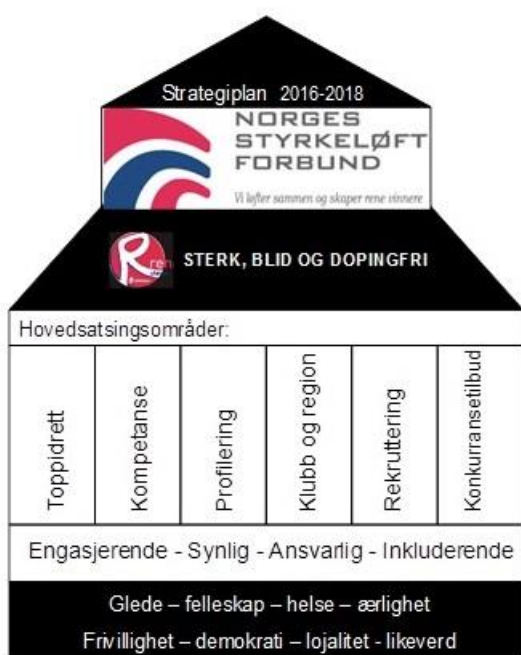 Strategiplan 2016-2018
NORGES
STYRKELØFT
FORBUND
Vi løfter sammen og skaper rene vinnere
Rren
STERK, BLID OG DOPINGFRI
Hovedsatsingsområder:
Toppidrett
Kompetanse
Profilering
Klubb og region
Rekruttering
Konkurransetilbud
Engasjerende - Synlig - Ansvarlig - Inkluderende
Glede – felleskap – helse – ærlighet
Frivillighet – demokrati – lojalitet - likeverd